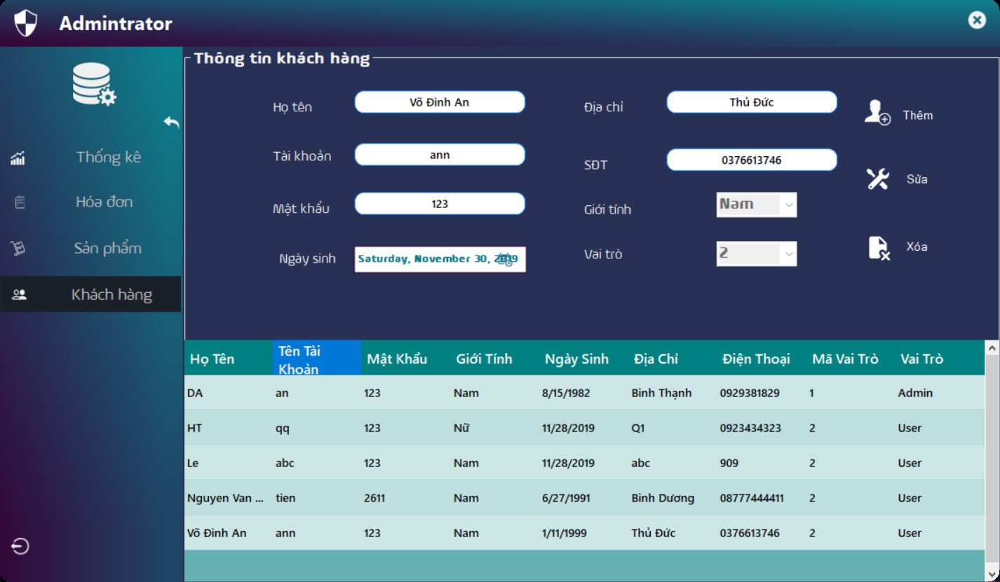 Admintrator
Thông tin khách hàng
Họ tên
Võ Đình An
Địa chỉ
Thủ Đức
Thêm
Tài khoản
ann
SĐT
0376613746
Sửa
Mật khẩu
123
Giới tính
Nam
Ngày sinh
Saturday, November 30, 2019
Vai trò
2
Xóa
Thống kê
Hóa đơn
Sản phẩm
Khách hàng
Họ Tên Tên Tài Khoản Mật Khẩu Giới Tính Ngày Sinh Địa Chỉ Điện Thoại Mã Vai Trò Vai Trò
DA an 123 Nam 8/15/1982 Bình Thạnh 0929381829 1 Admin
HT qq 123 Nữ 11/28/2019 Q1 0923434323 2 User
Le abc 123 Nam 11/28/2019 abc 909 2 User
Nguyen Van ... tien 2611 Nam 6/27/1991 Bình Dương 08777444411 2 User
Võ Đình An ann 123 Nam 1/11/1999 Thủ Đức 0376613746 2 User